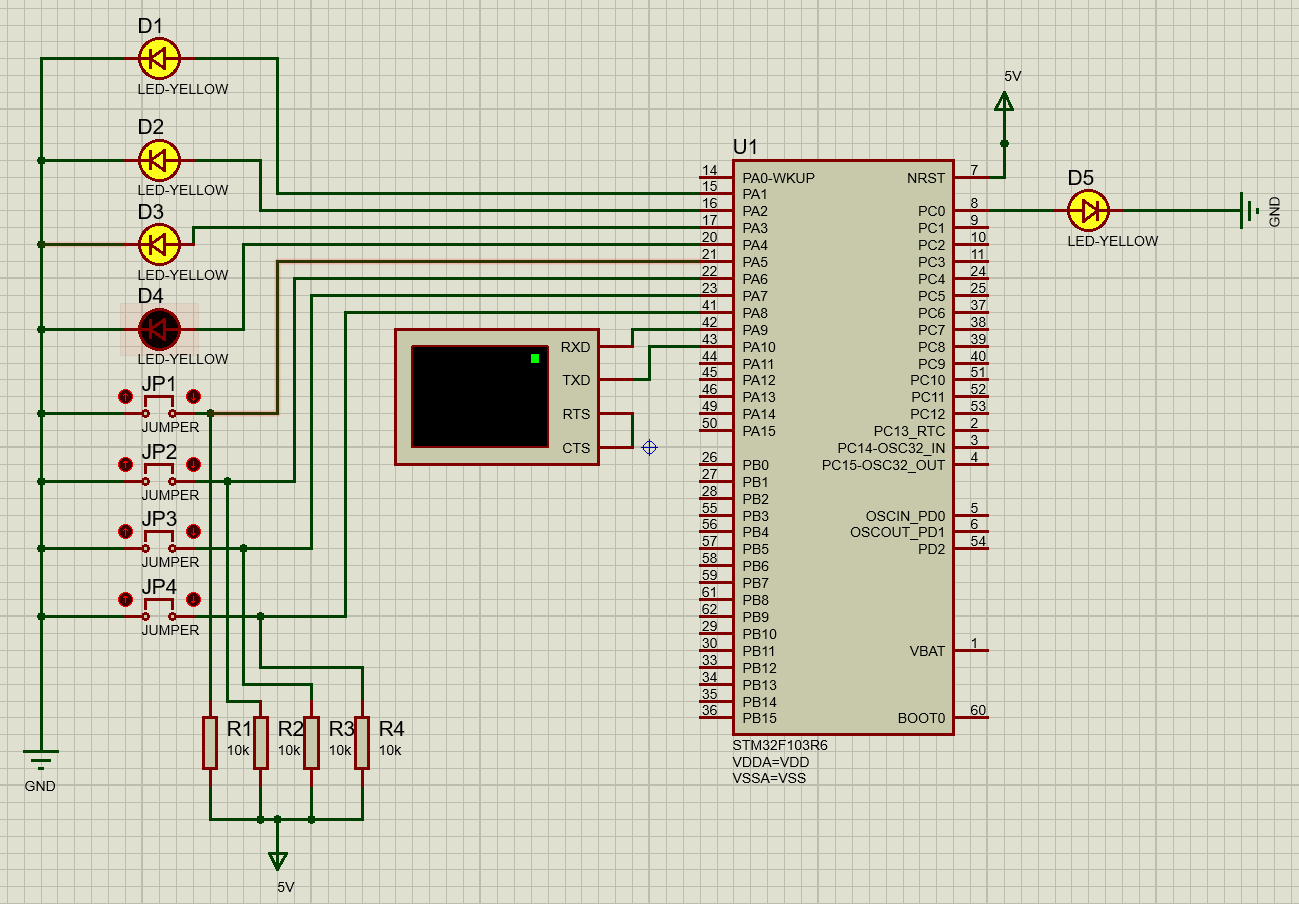 D1
LED-YELLOW
D2
LED-YELLOW
D3
LED-YELLOW
D4
LED-YELLOW
JP1
JUMPER
JP2
JUMPER
JP3
JUMPER
JP4
JUMPER
R1
10k
R2
10k
R3
10k
R4
10k
GND
5V
RXD
TXD
RTS
CTS
U1
14 PA0-WKUP
15 PA1
16 PA2
17 PA3
20 PA4
21 PA5
22 PA6
23 PA7
41 PA8
42 PA9
43 PA10
44 PA11
45 PA12
46 PA13
49 PA14
50 PA15
26 PB0
27 PB1
28 PB2
55 PB3
56 PB4
57 PB5
58 PB6
59 PB7
61 PB8
62 PB9
29 PB10
30 PB11
33 PB12
34 PB13
35 PB14
36 PB15
NRST 7
PC0 8
PC1 9
PC2 10
PC3 11
PC4 24
PC5 25
PC6 37
PC7 38
PC8 39
PC9 40
PC10 51
PC11 52
PC12 53
PC13_RTC 2
PC14-OSC32_IN 3
PC15-OSC32_OUT 4
OSCIN_PD0 5
OSCOUT_PD1 6
PD2 54
VBAT 1
BOOT0 60
STM32F103R6
VDDA=VDD
VSSA=VSS
5V
D5
LED-YELLOW
GND